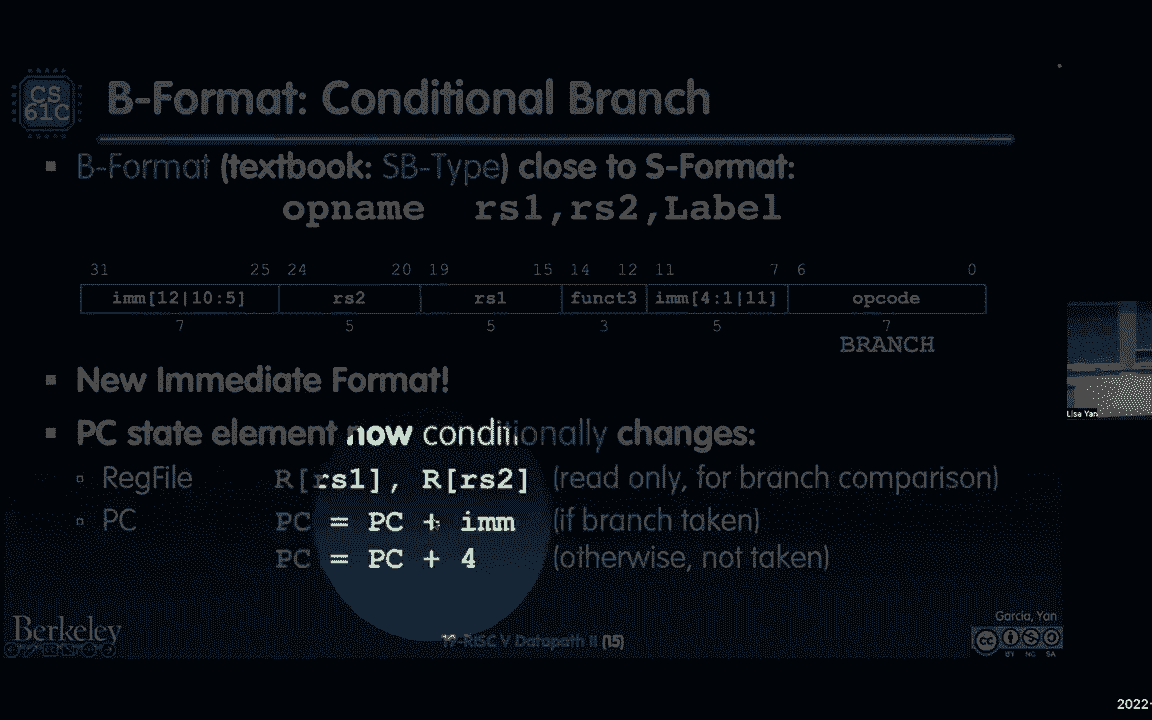 CS
61C
B-Format: Conditional Branch
▪ B-Format (textbook: SB-Type) close to S-Format:
opname rs1,rs2,Label
31 25 24 20 19 15 14 12 11 7 6 0
imm[12|10:5] rs2 rs1 funct3 imm[4:1|11] opcode
7 5 5 3 5 7
BRANCH
▪ New Immediate Format!
▪ PC state element now conditionally changes:
▫ RegFile R[rs1], R[rs2] (read only, for branch comparison)
▫ PC PC = PC + imm (if branch taken)
PC = PC + 4 (otherwise, not taken)
Lisa Yan
Berkeley
19-RISC V Datapath II (15)
Garcia, Yan
cc
BY NC SA
2022-